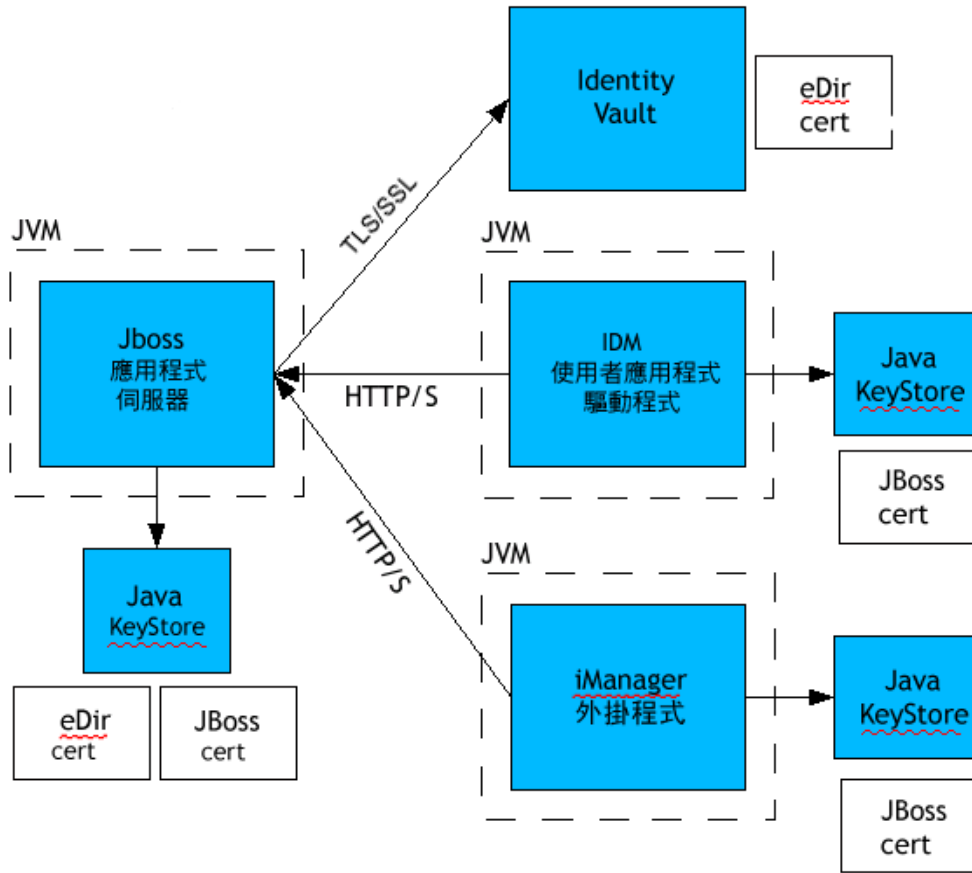 Identity
Vault
eDir
cert
TLS/SSL
JVM
Jboss
應用程式
伺服器
JVM
IDM
使用者應用程式
驅動程式
HTTP/S
Java
KeyStore
JBoss
cert
HTTP/S
Java
KeyStore
eDir
cert
JBoss
cert
JVM
iManager
外掛程式
Java
KeyStore
JBoss
cert